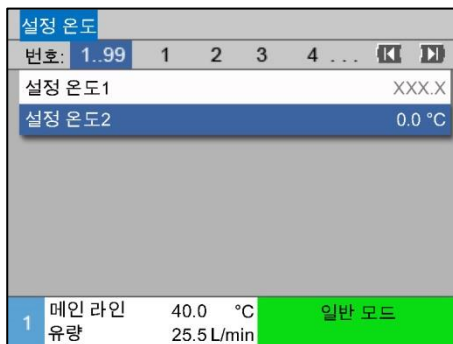 설정 온도
번호: 1..99 1 2 3 4 ...
설정 온도1 XXX.X
설정 온도2 0.0 °C
1 메인 라인 40.0 °C 일반 모드
유량 25.5 L/min